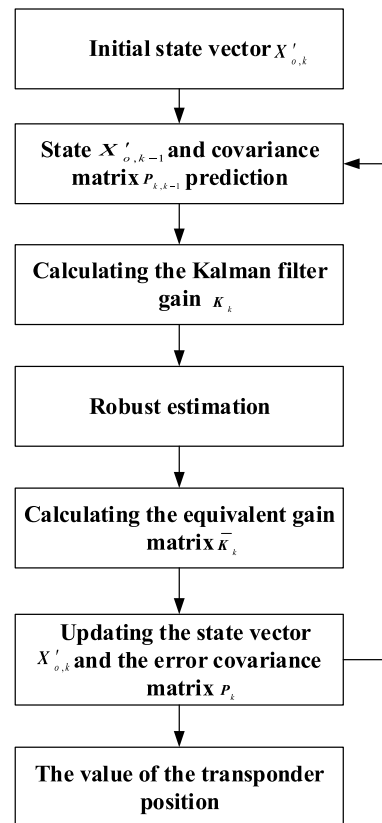 Initial state vector X′o,k
State X′o,k−1 and covariance
matrix Pk,k−1 prediction
Calculating the Kalman filter
gain Kk
Robust estimation
Calculating the equivalent gain
matrix K̄k
Updating the state vector
X′o,k and the error covariance
matrix Pk
The value of the transponder
position